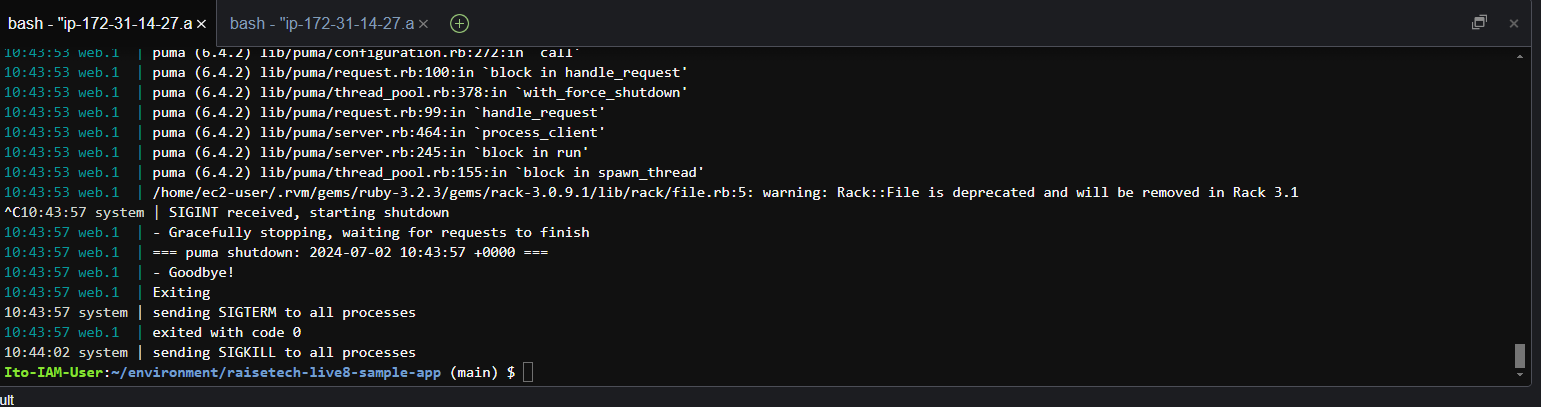 bash - "ip-172-31-14-27.a × bash - "ip-172-31-14-27.a ×
10:43:53 web.1 | puma (6.4.2) lib/puma/configuration.rb:272:in `call'
10:43:53 web.1 | puma (6.4.2) lib/puma/request.rb:100:in `block in handle_request'
10:43:53 web.1 | puma (6.4.2) lib/puma/thread_pool.rb:378:in `with_force_shutdown'
10:43:53 web.1 | puma (6.4.2) lib/puma/request.rb:99:in `handle_request'
10:43:53 web.1 | puma (6.4.2) lib/puma/server.rb:464:in `process_client'
10:43:53 web.1 | puma (6.4.2) lib/puma/server.rb:245:in `block in run'
10:43:53 web.1 | puma (6.4.2) lib/puma/thread_pool.rb:155:in `block in spawn_thread'
10:43:53 web.1 | /home/ec2-user/.rvm/gems/ruby-3.2.3/gems/rack-3.0.9.1/lib/rack/file.rb:5: warning: Rack::File is deprecated and will be removed in Rack 3.1
^C10:43:57 system | SIGINT received, starting shutdown
10:43:57 web.1 | - Gracefully stopping, waiting for requests to finish
10:43:57 web.1 | === puma shutdown: 2024-07-02 10:43:57 +0000 ===
10:43:57 web.1 | - Goodbye!
10:43:57 web.1 | Exiting
10:43:57 system | sending SIGTERM to all processes
10:43:57 web.1 | exited with code 0
10:44:02 system | sending SIGKILL to all processes
Ito-IAM-User:~/environment/raisetech-live8-sample-app (main) $
ult